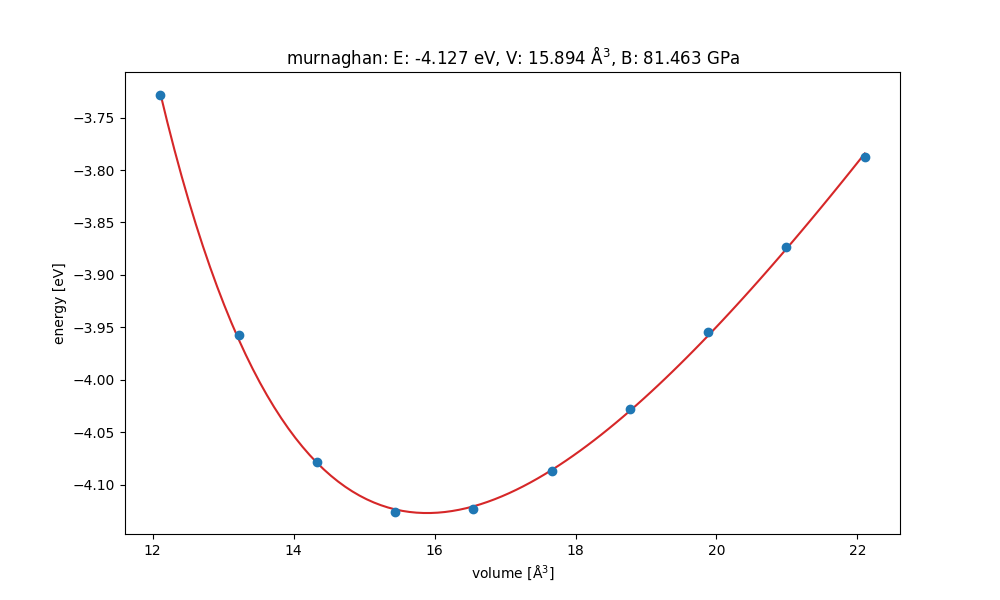 murnaghan: E: -4.127 eV, V: 15.894 Å³, B: 81.463 GPa
−3.75
−3.80
−3.85
−3.90
−3.95
−4.00
−4.05
−4.10
energy [eV]
12 14 16 18 20 22
volume [Å³]